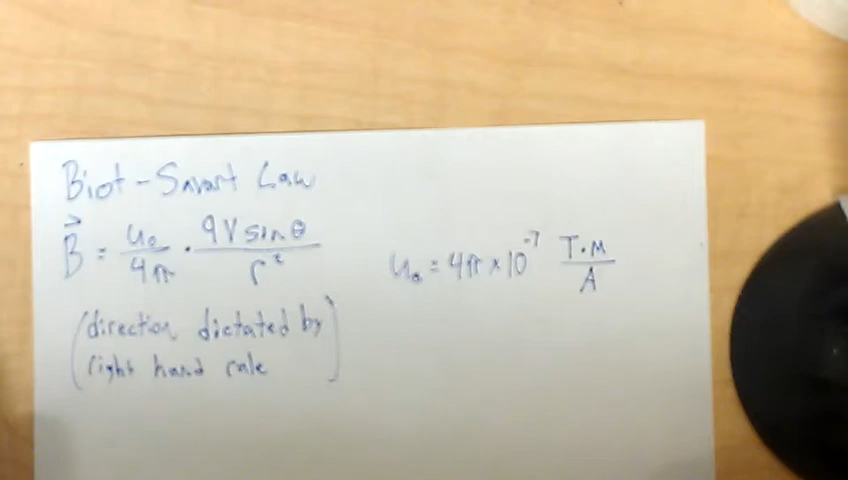 Biot-Savart Law
B⃗ = u₀/4π · qv sinθ/r²
u₀ = 4π × 10⁻⁷ T·M/A
(direction dictated by
right hand rule)